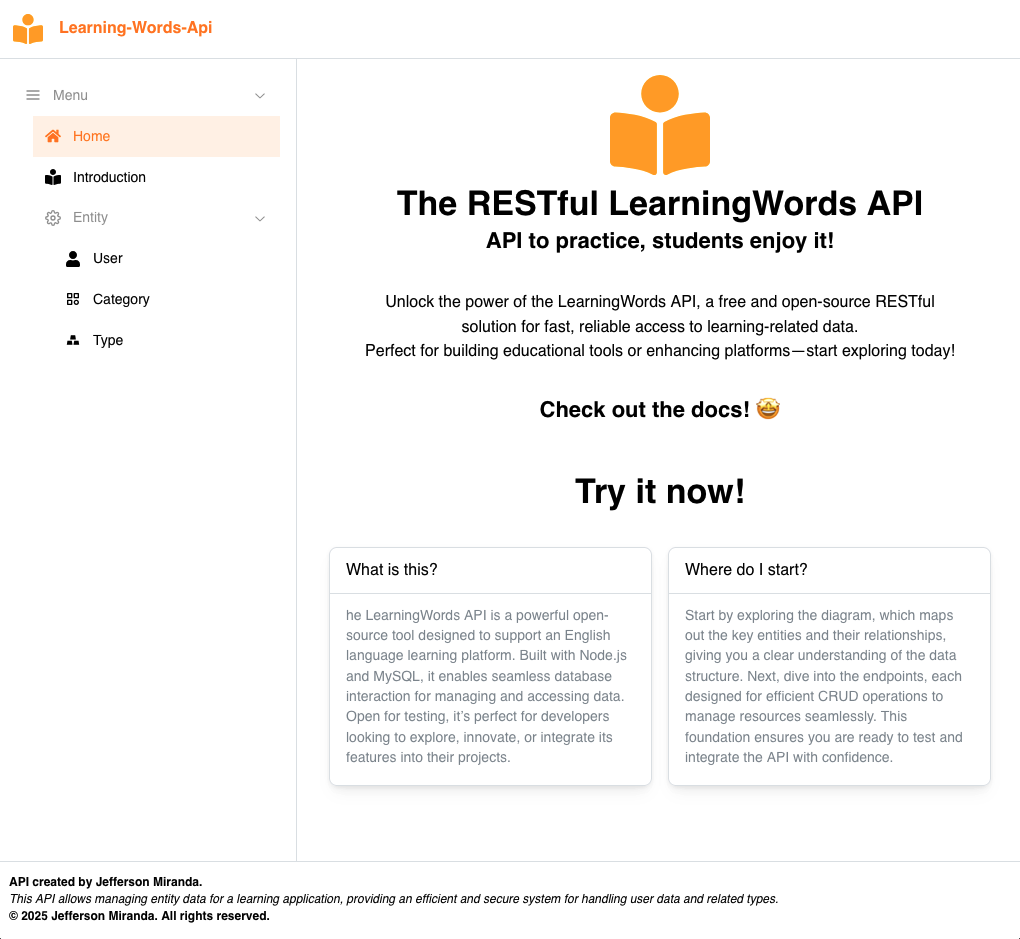 Learning-Words-Api
Menu
Home
Introduction
Entity
User
Category
Type
The RESTful LearningWords API
API to practice, students enjoy it!
Unlock the power of the LearningWords API, a free and open-source RESTful
solution for fast, reliable access to learning-related data.
Perfect for building educational tools or enhancing platforms—start exploring today!
Check out the docs! 🤩
Try it now!
What is this?
he LearningWords API is a powerful open-
source tool designed to support an English
language learning platform. Built with Node.js
and MySQL, it enables seamless database
interaction for managing and accessing data.
Open for testing, it’s perfect for developers
looking to explore, innovate, or integrate its
features into their projects.
Where do I start?
Start by exploring the diagram, which maps
out the key entities and their relationships,
giving you a clear understanding of the data
structure. Next, dive into the endpoints, each
designed for efficient CRUD operations to
manage resources seamlessly. This
foundation ensures you are ready to test and
integrate the API with confidence.
API created by Jefferson Miranda.
This API allows managing entity data for a learning application, providing an efficient and secure system for handling user data and related types.
© 2025 Jefferson Miranda. All rights reserved.